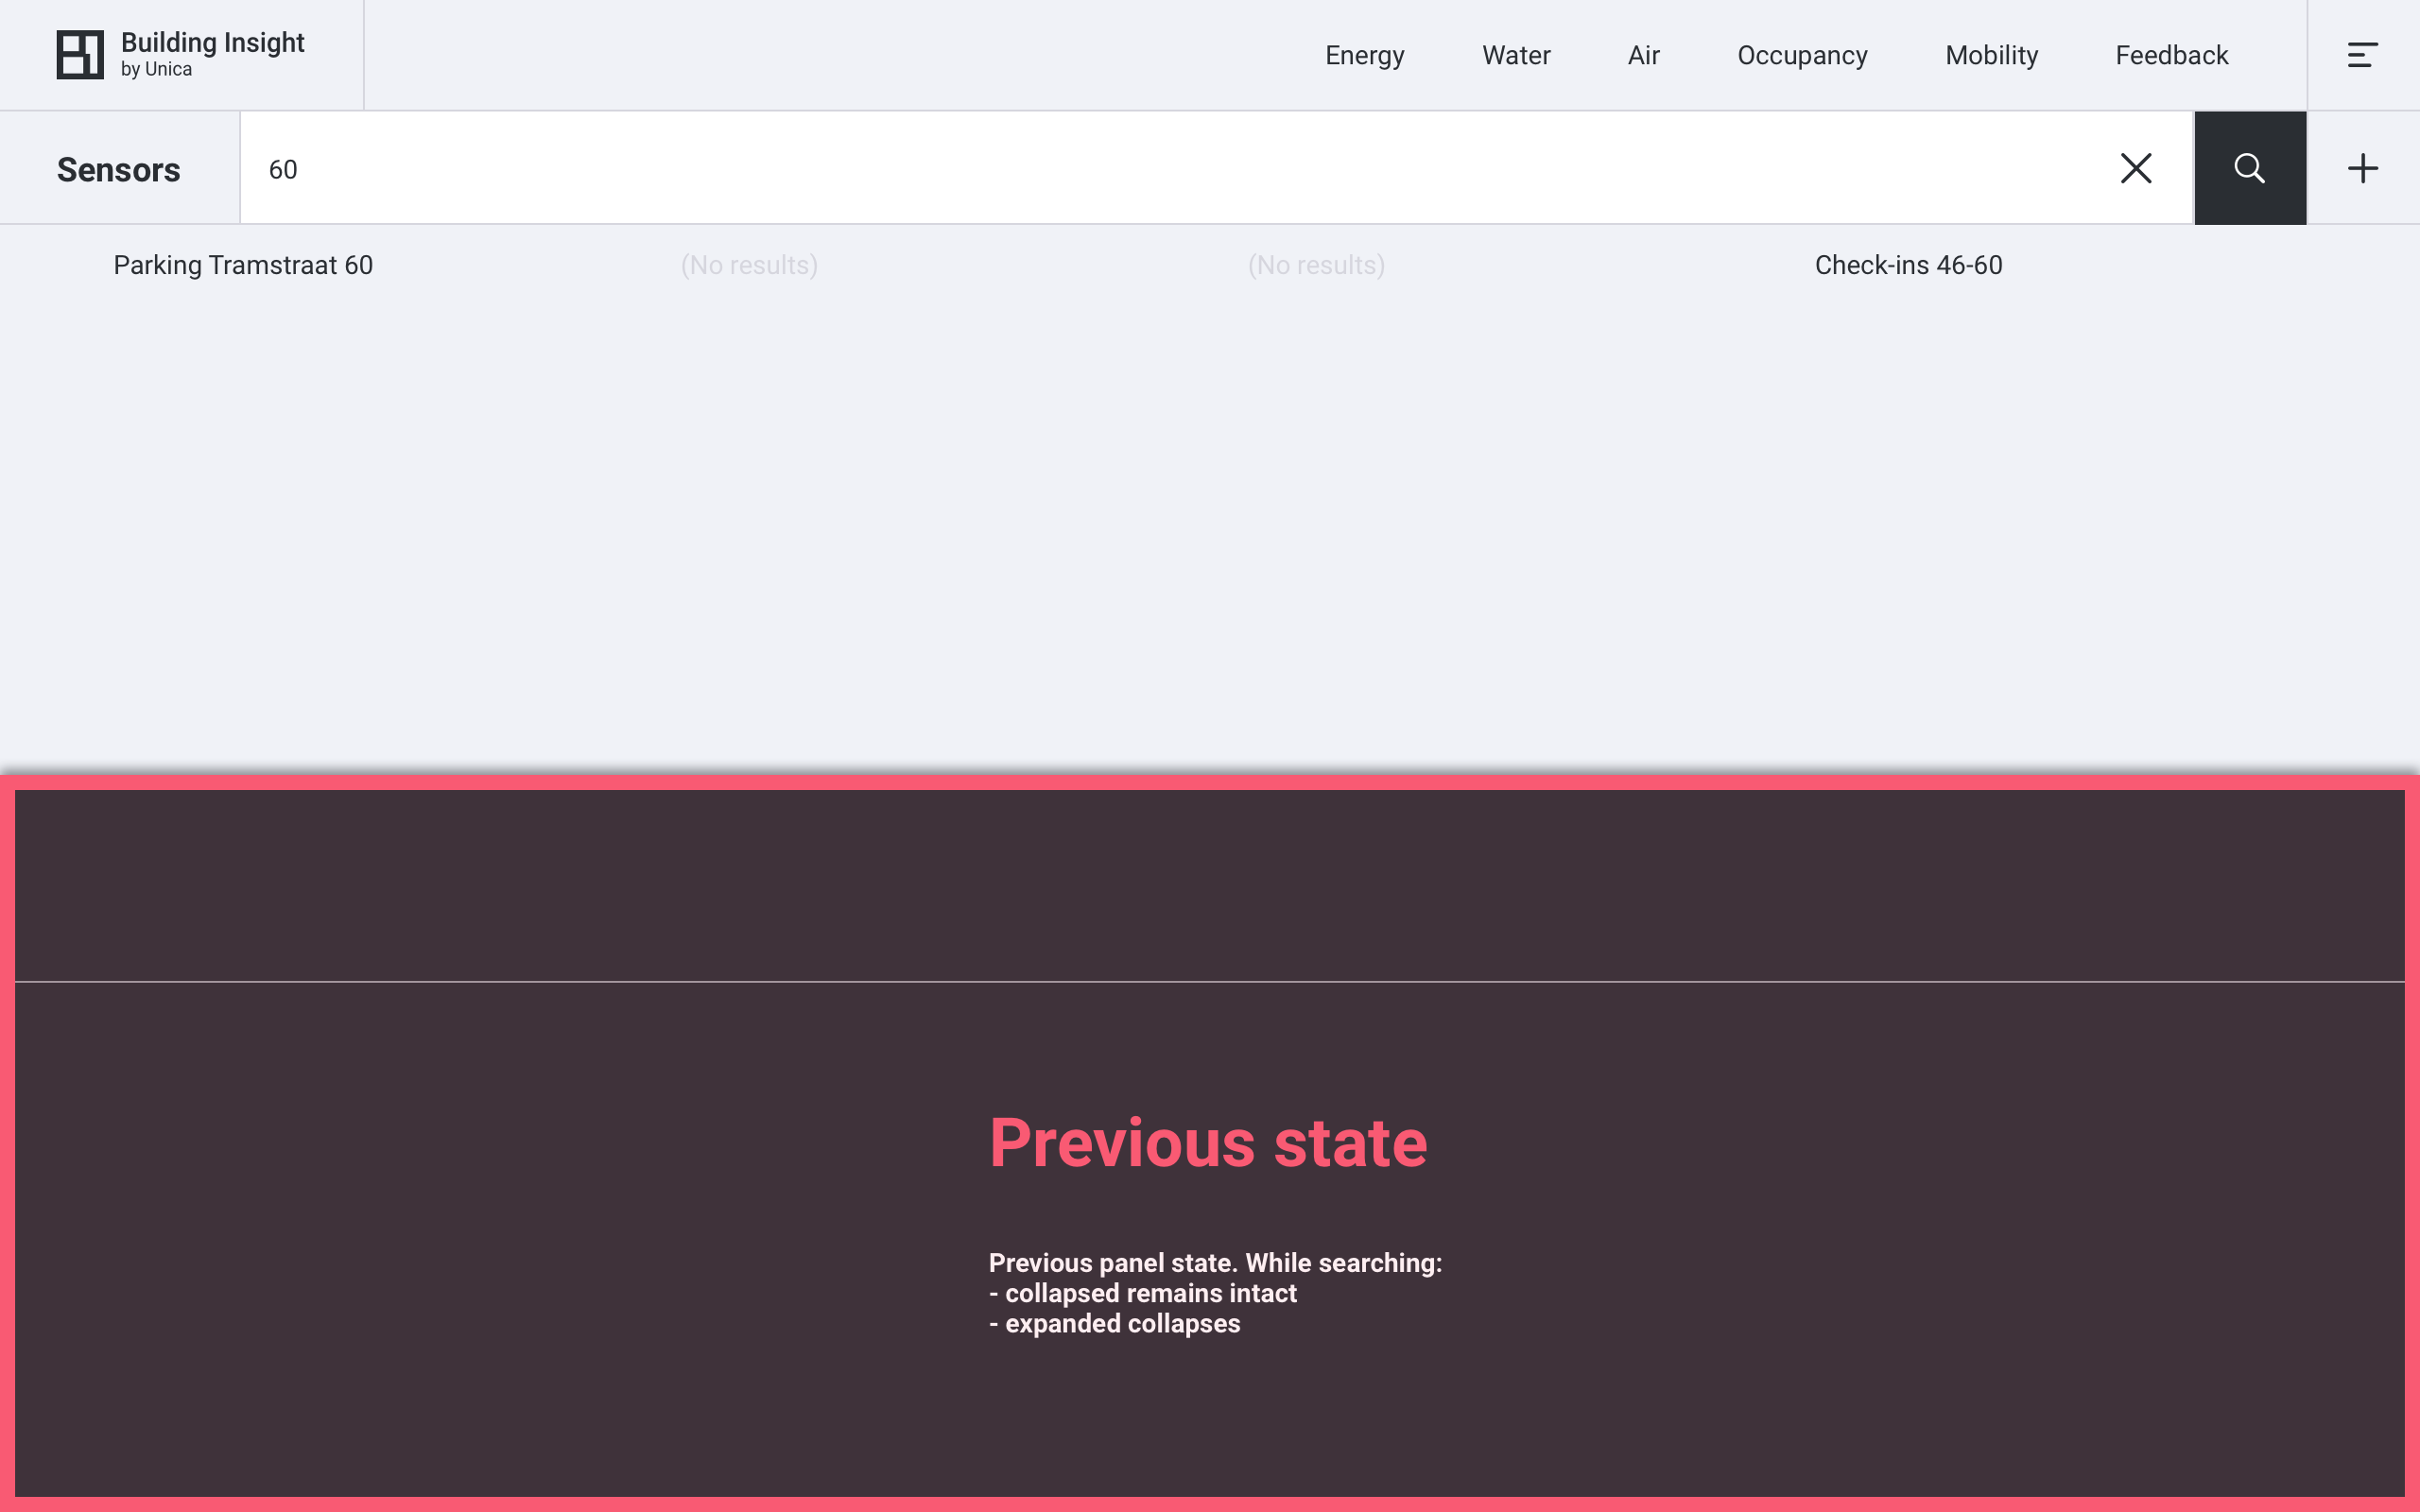 Building Insight
by Unica
Energy Water Air Occupancy Mobility Feedback
Sensors
60
Parking Tramstraat 60
(No results)
(No results)
Check-ins 46-60
Previous state
Previous panel state. While searching:
- collapsed remains intact
- expanded collapses